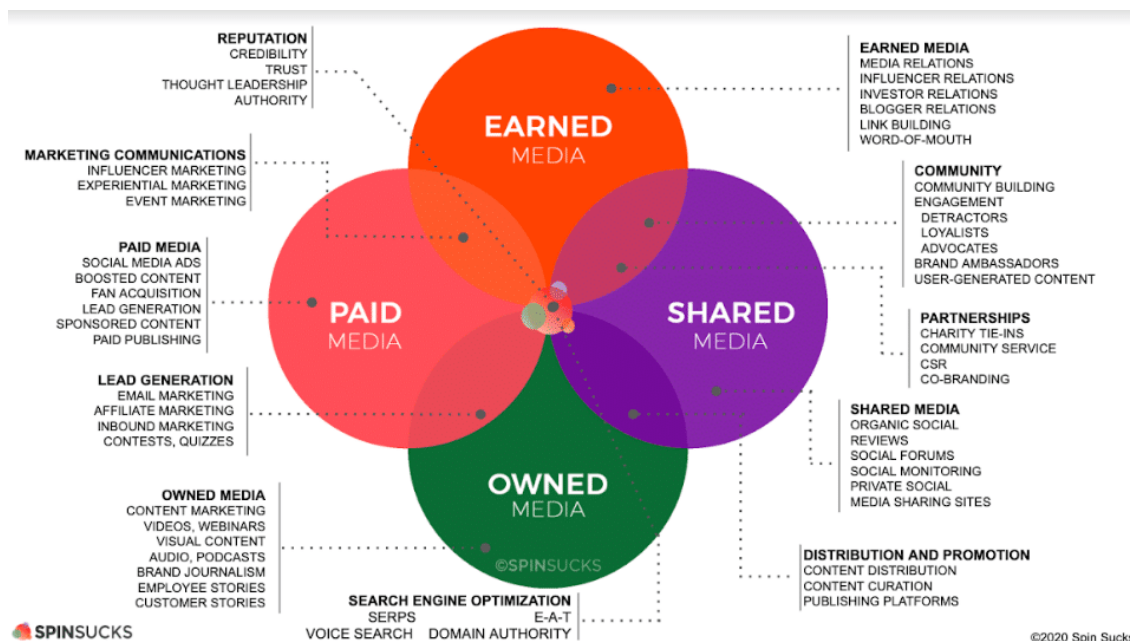 REPUTATION
CREDIBILITY
TRUST
THOUGHT LEADERSHIP
AUTHORITY
MARKETING COMMUNICATIONS
INFLUENCER MARKETING
EXPERIENTIAL MARKETING
EVENT MARKETING
PAID MEDIA
SOCIAL MEDIA ADS
BOOSTED CONTENT
FAN ACQUISITION
LEAD GENERATION
SPONSORED CONTENT
PAID PUBLISHING
LEAD GENERATION
EMAIL MARKETING
AFFILIATE MARKETING
INBOUND MARKETING
CONTESTS, QUIZZES
OWNED MEDIA
CONTENT MARKETING
VIDEOS, WEBINARS
VISUAL CONTENT
AUDIO, PODCASTS
BRAND JOURNALISM
EMPLOYEE STORIES
CUSTOMER STORIES
EARNED
MEDIA
PAID
MEDIA
SHARED
MEDIA
OWNED
MEDIA
©SPINSUCKS
SEARCH ENGINE OPTIMIZATION
SERPS E-A-T
VOICE SEARCH DOMAIN AUTHORITY
EARNED MEDIA
MEDIA RELATIONS
INFLUENCER RELATIONS
INVESTOR RELATIONS
BLOGGER RELATIONS
LINK BUILDING
WORD-OF-MOUTH
COMMUNITY
COMMUNITY BUILDING
ENGAGEMENT
DETRACTORS
LOYALISTS
ADVOCATES
BRAND AMBASSADORS
USER-GENERATED CONTENT
PARTNERSHIPS
CHARITY TIE-INS
COMMUNITY SERVICE
CSR
CO-BRANDING
SHARED MEDIA
ORGANIC SOCIAL
REVIEWS
SOCIAL FORUMS
SOCIAL MONITORING
PRIVATE SOCIAL
MEDIA SHARING SITES
DISTRIBUTION AND PROMOTION
CONTENT DISTRIBUTION
CONTENT CURATION
PUBLISHING PLATFORMS
SPINSUCKS
©2020 Spin Suck